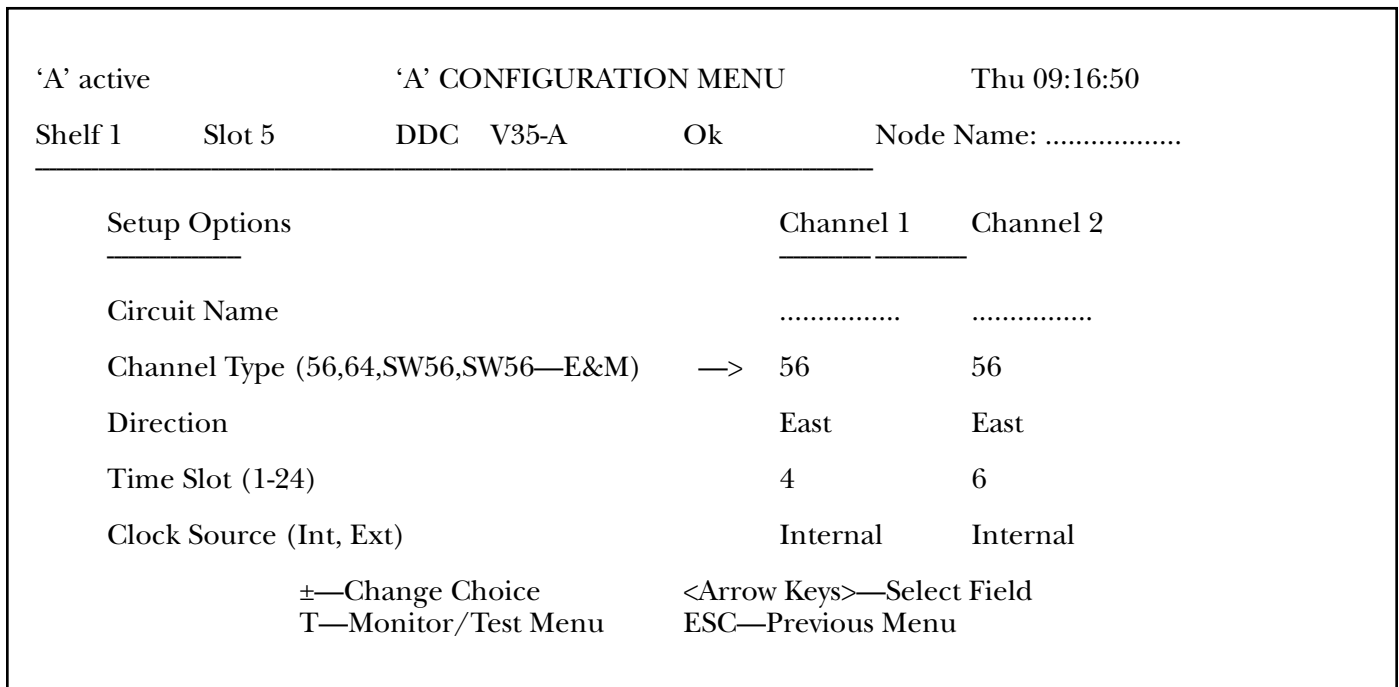 ‘A’ active ‘A’ CONFIGURATION MENU Thu 09:16:50
Shelf 1 Slot 5 DDC V35-A Ok Node Name: ..................
Setup Options Channel 1 Channel 2
Circuit Name ................ ................
Channel Type (56,64,SW56,SW56—E&M) —> 56 56
Direction East East
Time Slot (1-24) 4 6
Clock Source (Int, Ext) Internal Internal
±—Change Choice <Arrow Keys>—Select Field
T—Monitor/Test Menu ESC—Previous Menu